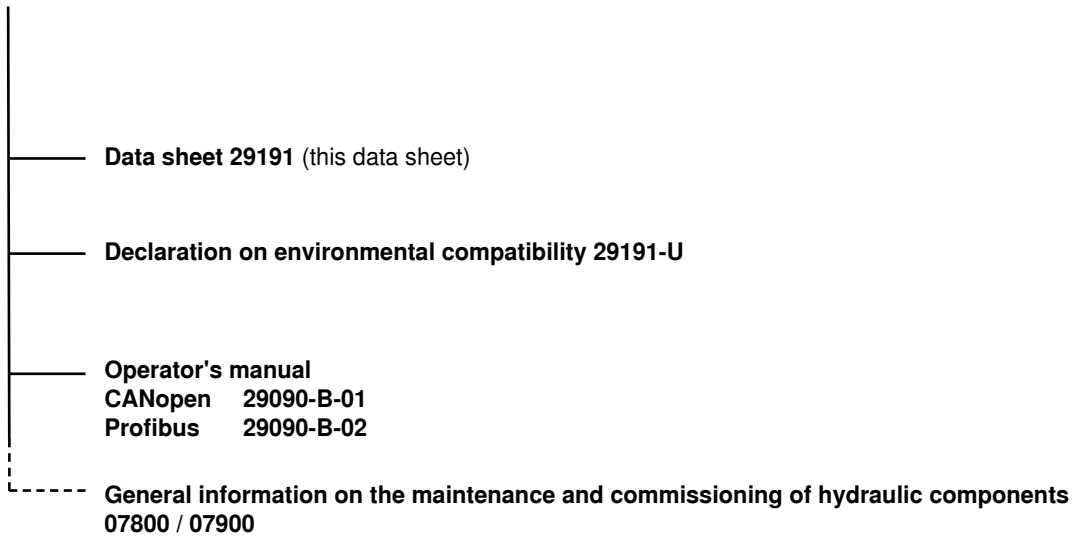 Data sheet 29191 (this data sheet)
Declaration on environmental compatibility 29191-U
Operator's manual
CANopen 29090-B-01
Profibus 29090-B-02
General information on the maintenance and commissioning of hydraulic components
07800 / 07900